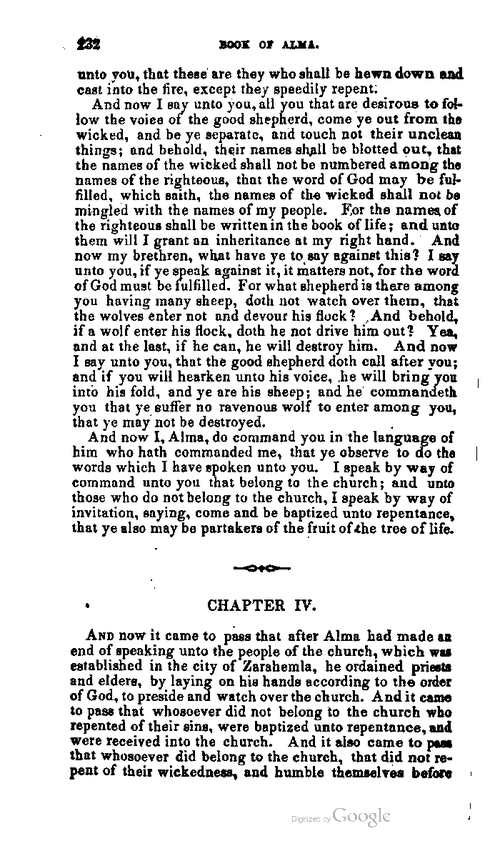 232 BOOK OF ALMA.
unto you, that these are they who shall be hewn down and
cast into the fire, except they speedily repent.
And now I say unto you, all you that are desirous to fol-
low the voice of the good shepherd, come ye out from the
wicked, and be ye separate, and touch not their unclean
things; and behold, their names shall be blotted out, that
the names of the wicked shall not be numbered among the
names of the righteous, that the word of God may be ful-
filled, which saith, the names of the wicked shall not be
mingled with the names of my people. For the names of
the righteous shall be written in the book of life; and unto
them will I grant an inheritance at my right hand. And
now my brethren, what have ye to say against this? I say
unto you, if ye speak against it, it matters not, for the word
of God must be fulfilled. For what shepherd is there among
you having many sheep, doth not watch over them, that
the wolves enter not and devour his flock? And behold,
if a wolf enter his flock, doth he not drive him out? Yea,
and at the last, if he can, he will destroy him. And now
I say unto you, that the good shepherd doth call after you;
and if you will hearken unto his voice, he will bring you
into his fold, and ye are his sheep; and he commandeth
you that ye suffer no ravenous wolf to enter among you,
that ye may not be destroyed.
And now I, Alma, do command you in the language of
him who hath commanded me, that ye observe to do the
words which I have spoken unto you. I speak by way of
command unto you that belong to the church; and unto
those who do not belong to the church, I speak by way of
invitation, saying, come and be baptized unto repentance,
that ye also may be partakers of the fruit of the tree of life.
CHAPTER IV.
AND now it came to pass that after Alma had made an
end of speaking unto the people of the church, which was
established in the city of Zarahemla, he ordained priests
and elders, by laying on his hands according to the order
of God, to preside and watch over the church. And it came
to pass that whosoever did not belong to the church who
repented of their sins, were baptized unto repentance, and
were received into the church. And it also came to pass
that whosoever did belong to the church, that did not re-
pent of their wickedness, and humble themselves before
Digitized by Google